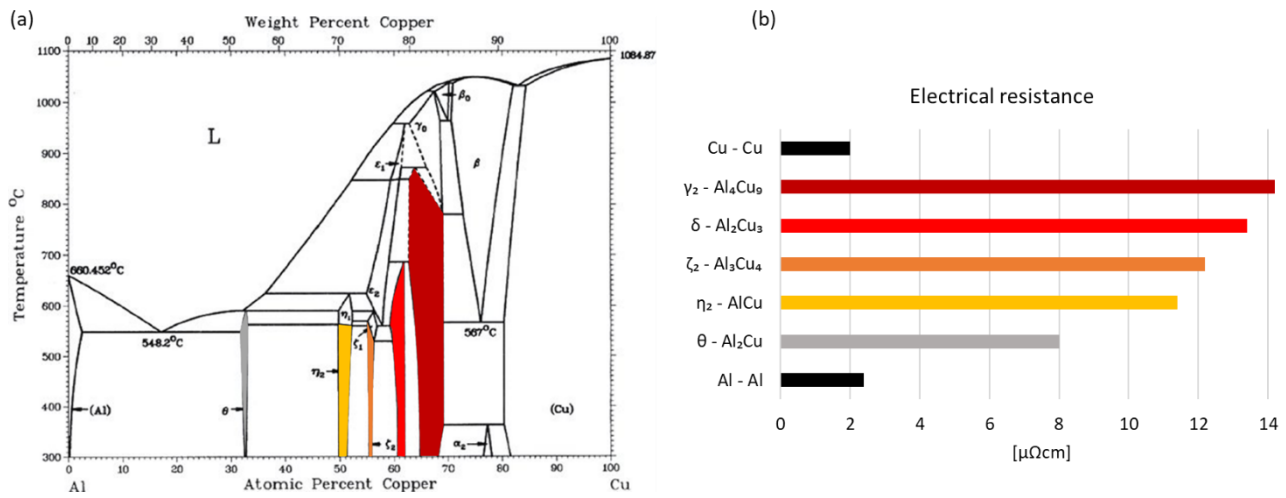 (a)
Weight Percent Copper
0 10 20 30 40 50 60 70 80 90 100
1084.87
1100
1000
900
800
700
600
500
400
300
Temperature °C
L
β₀
γ₀
ε₁
β
660.452°C
ε₂
η₁
548.2°C
ζ₁
567°C
η₂
(Al)
θ
(Cu)
ζ₂
α₂
0 10 20 30 40 50 60 70 80 90 100
Al
Atomic Percent Copper
Cu
(b)
Electrical resistance
Cu - Cu
γ₂ - Al₄Cu₉
δ - Al₂Cu₃
ζ₂ - Al₃Cu₄
η₂ - AlCu
θ - Al₂Cu
Al - Al
0 2 4 6 8 10 12 14
[µΩcm]